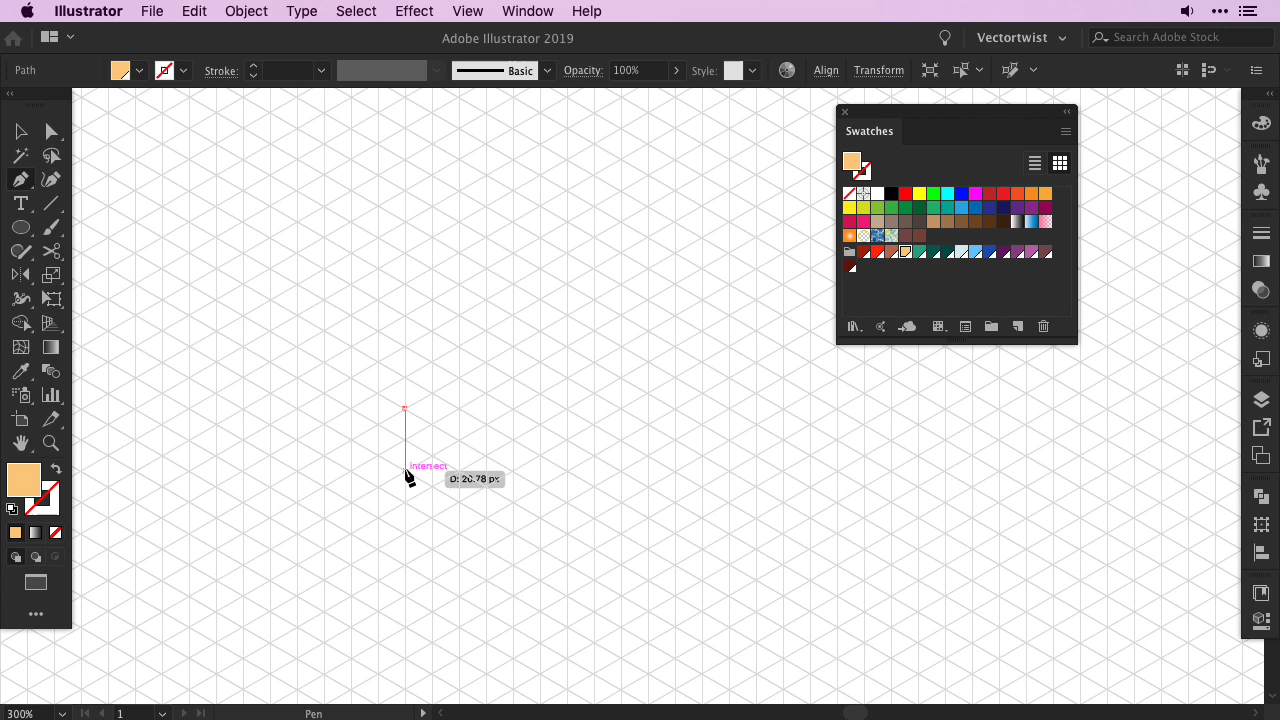 Illustrator File Edit Object Type Select Effect View Window Help
Adobe Illustrator 2019
Vectortwist
Search Adobe Stock
Path
Stroke:
Basic
Opacity: 100%
Style:
Align
Transform
Swatches
Intersect
D: 20.78 px
300%
1
Pen